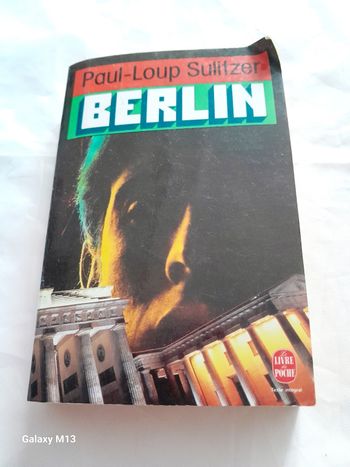 Paul-Loup Sulitzer
BERLIN
Le
LIVRE
de
POCHE
Texte intégral
Galaxy M13